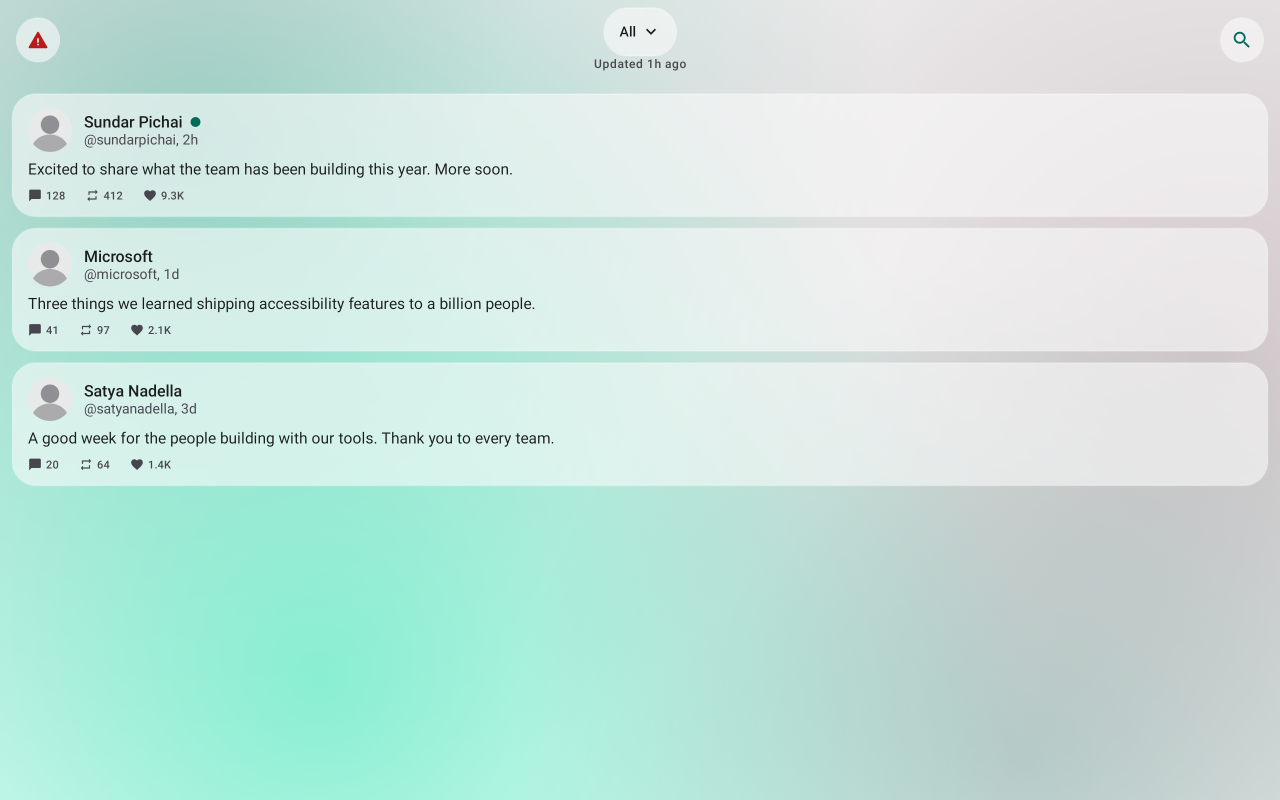 All
Updated 1h ago
Sundar Pichai
@sundarpichai, 2h
Excited to share what the team has been building this year. More soon.
128 412 9.3K
Microsoft
@microsoft, 1d
Three things we learned shipping accessibility features to a billion people.
41 97 2.1K
Satya Nadella
@satyanadella, 3d
A good week for the people building with our tools. Thank you to every team.
20 64 1.4K